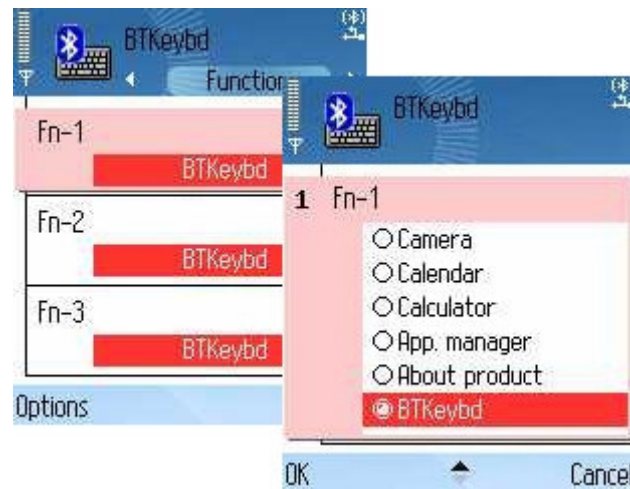 BTKeybd
Function
Fn-1
BTKeybd
Fn-2
BTKeybd
Fn-3
BTKeybd
Options
BTKeybd
1 Fn-1
Camera
Calendar
Calculator
App. manager
About product
BTKeybd
OK Cancel